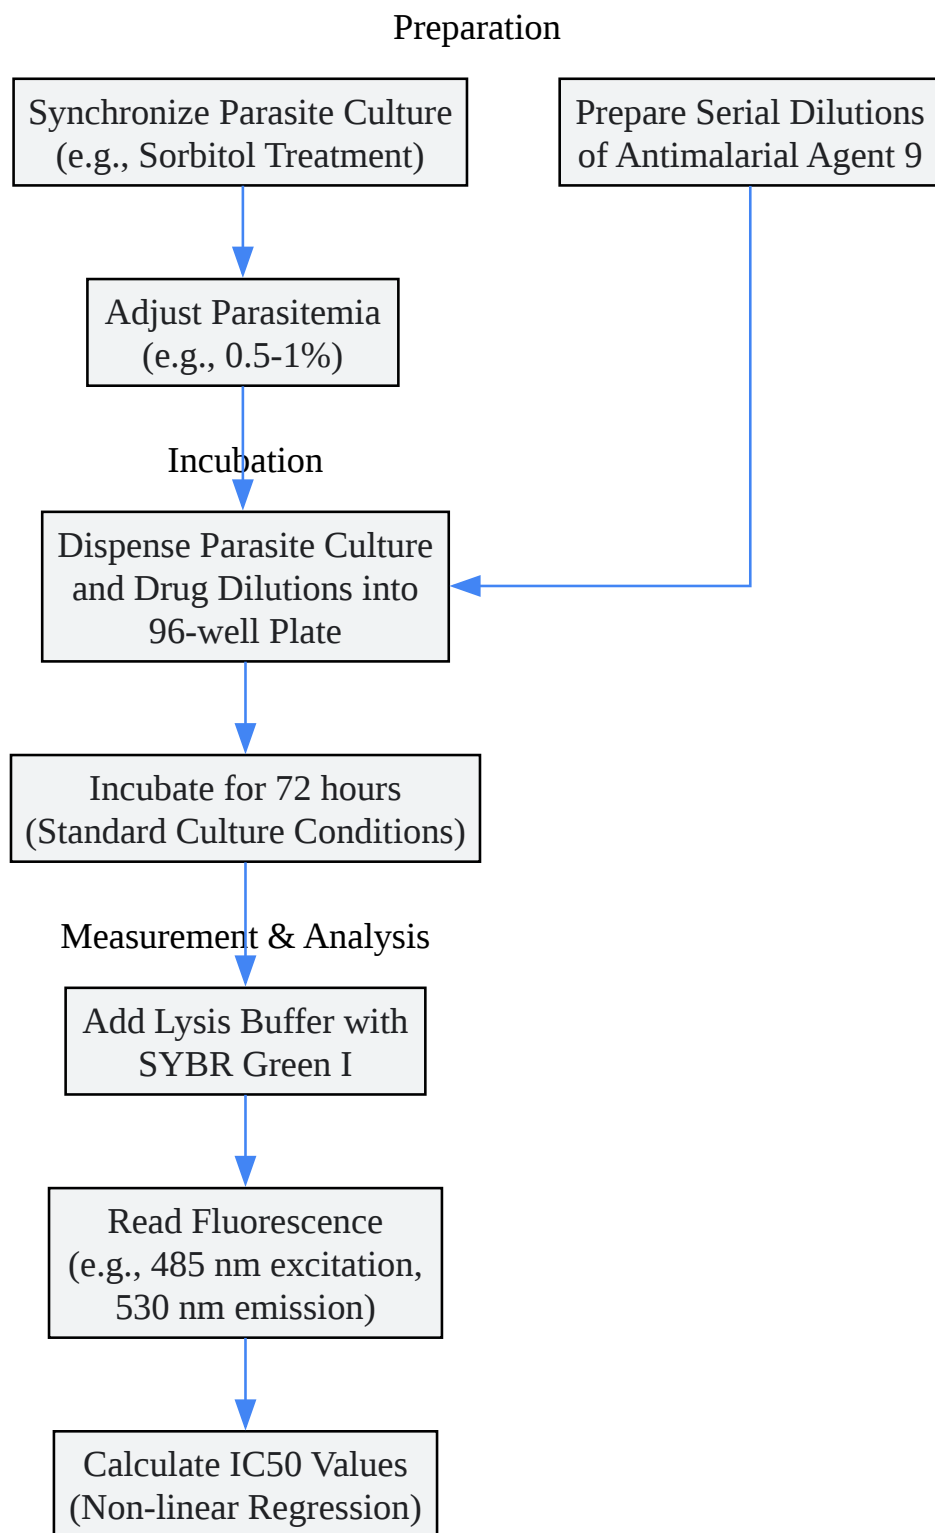 Preparation
Synchronize Parasite Culture
(e.g., Sorbitol Treatment)
Prepare Serial Dilutions
of Antimalarial Agent 9
Adjust Parasitemia
(e.g., 0.5-1%)
Incubation
Dispense Parasite Culture
and Drug Dilutions into
96-well Plate
Incubate for 72 hours
(Standard Culture Conditions)
Measurement & Analysis
Add Lysis Buffer with
SYBR Green I
Read Fluorescence
(e.g., 485 nm excitation,
530 nm emission)
Calculate IC50 Values
(Non-linear Regression)